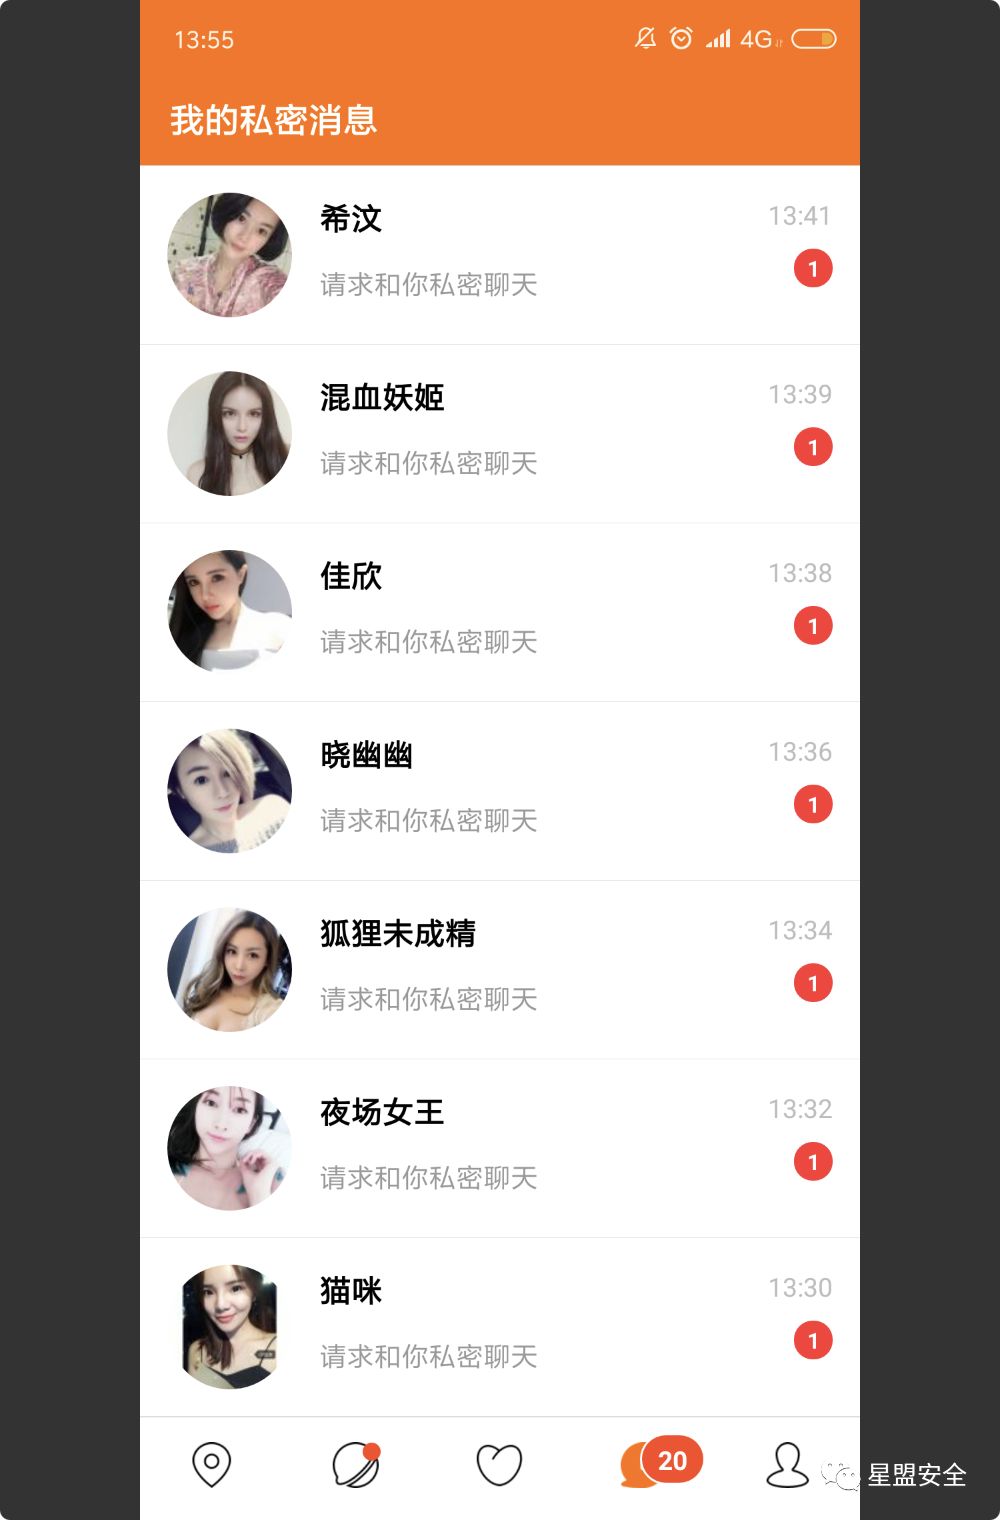 13:55
4G
我的私密消息
希汶
13:41
请求和你私密聊天
1
混血妖姬
13:39
请求和你私密聊天
1
佳欣
13:38
请求和你私密聊天
1
晓幽幽
13:36
请求和你私密聊天
1
狐狸未成精
13:34
请求和你私密聊天
1
夜场女王
13:32
请求和你私密聊天
1
猫咪
13:30
请求和你私密聊天
1
20
星盟安全